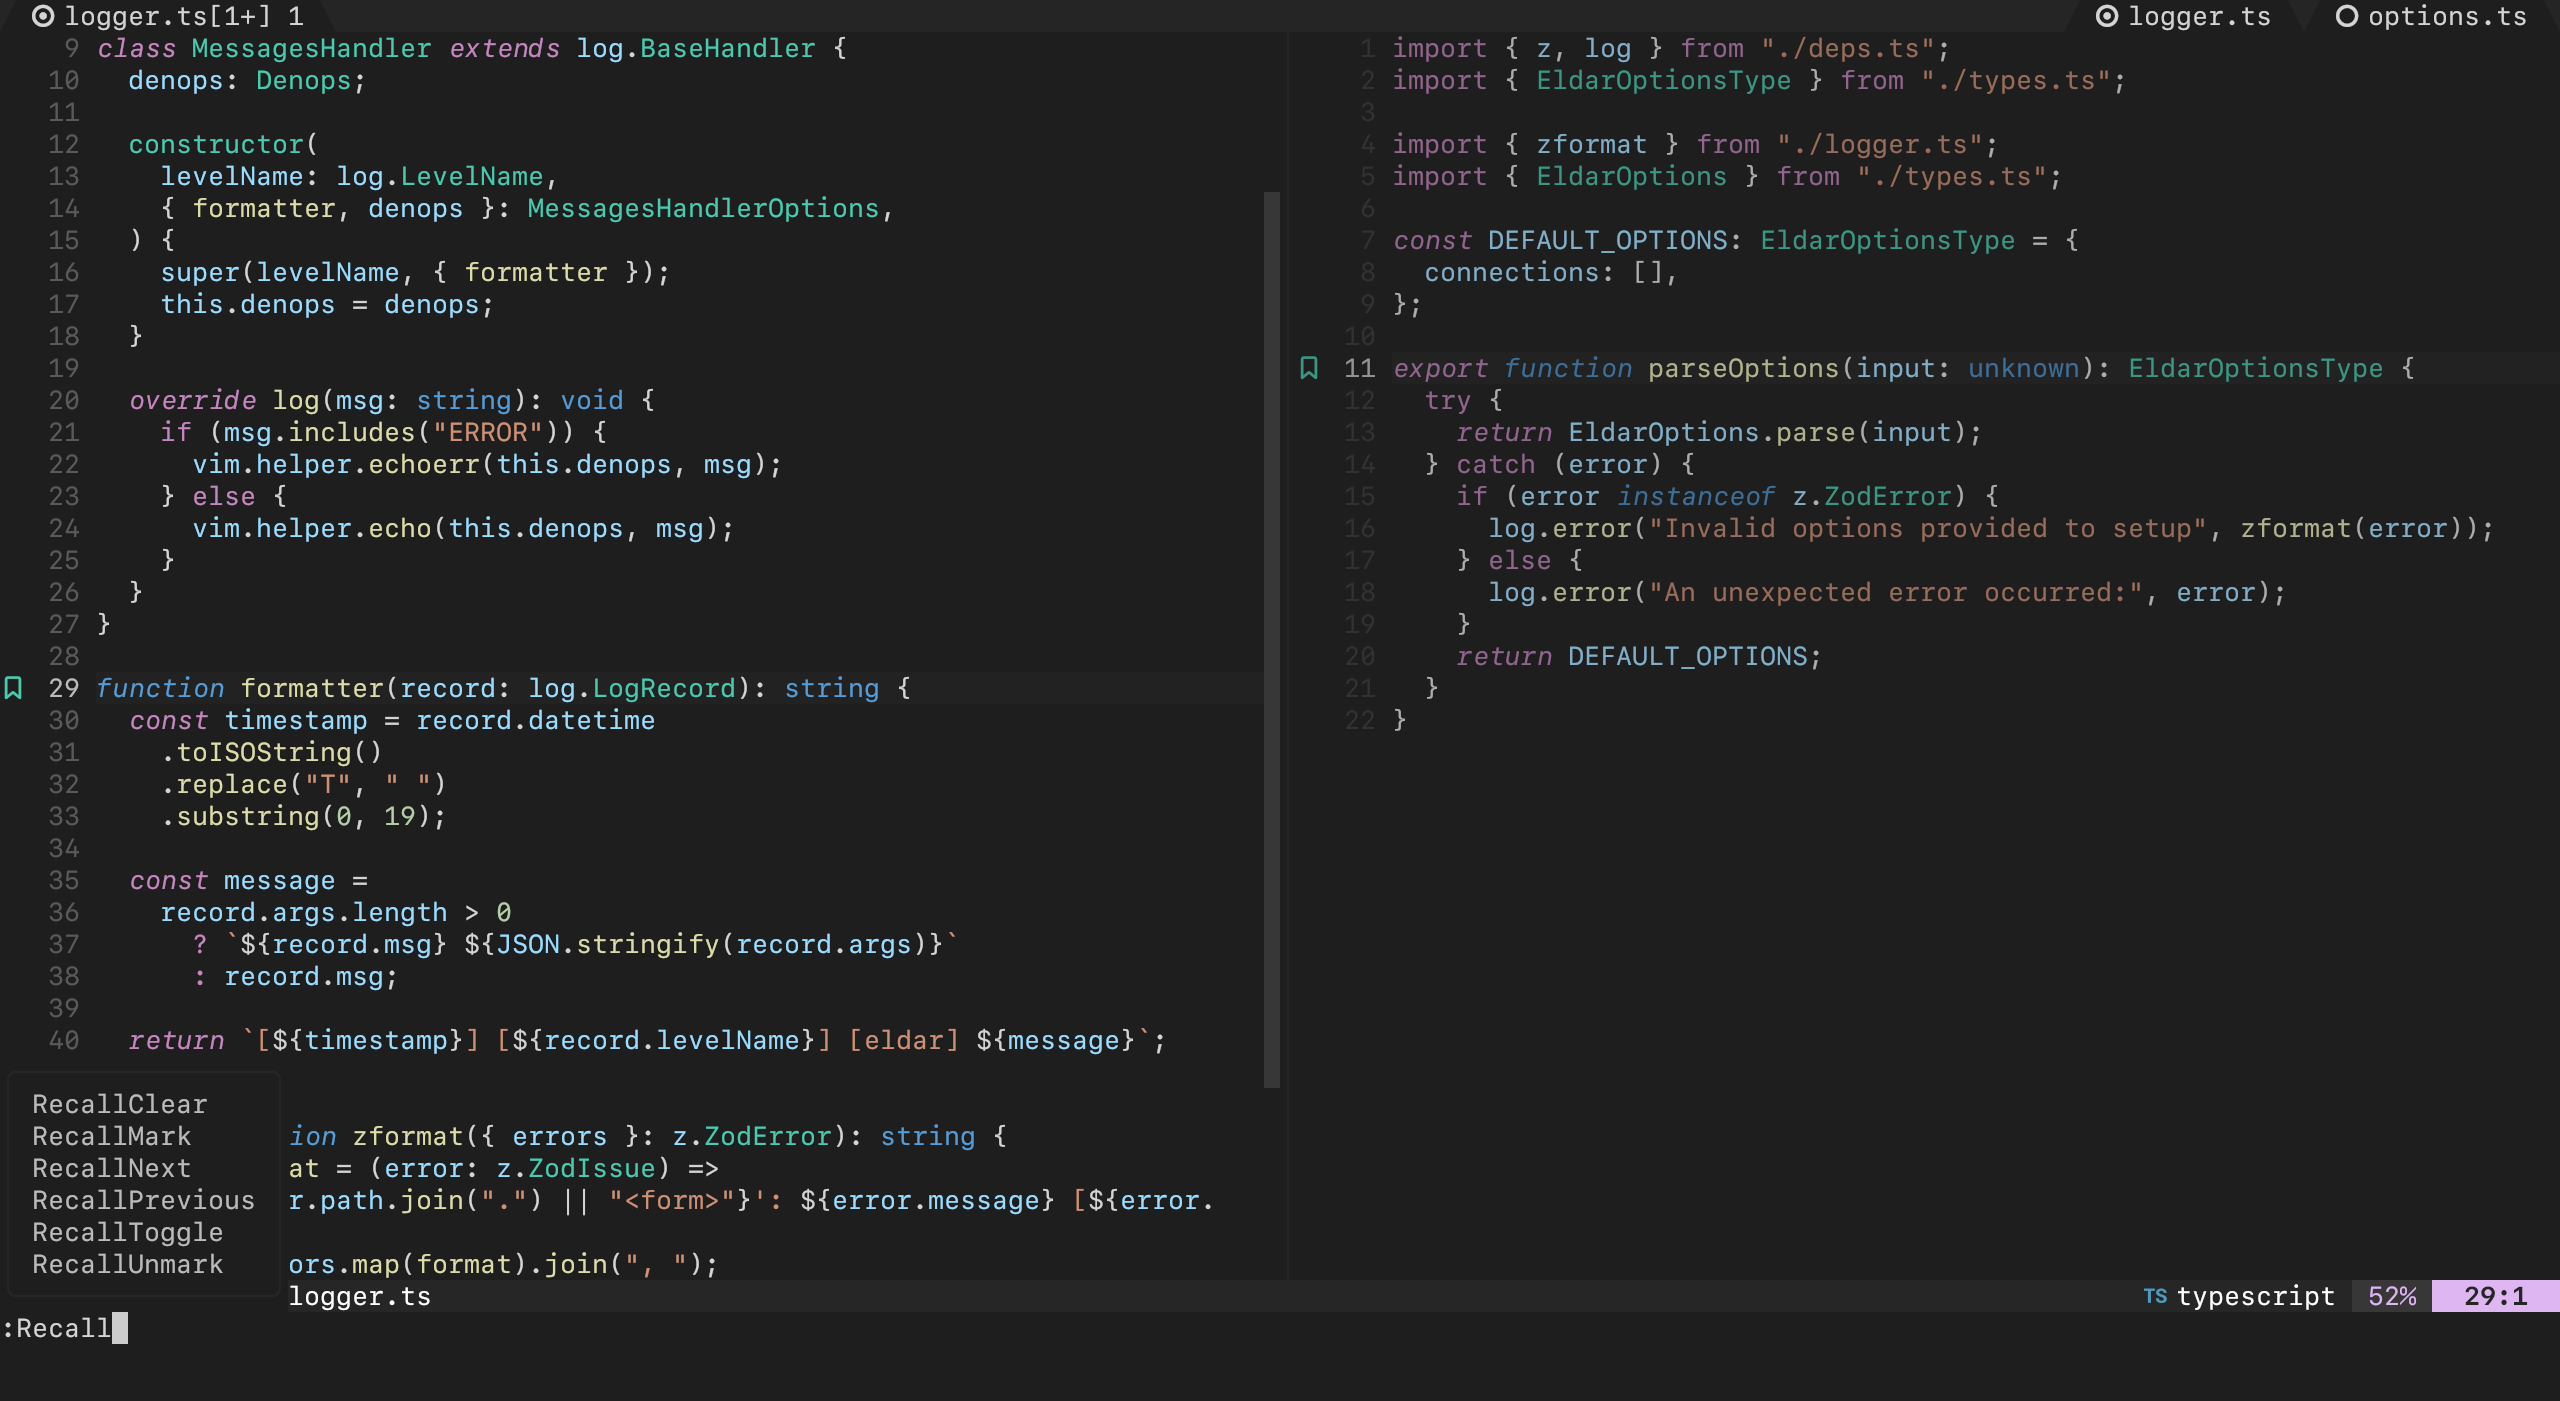 logger.ts[1+] 1
logger.ts
options.ts
9 class MessagesHandler extends log.BaseHandler {
10   denops: Denops;
11
12   constructor(
13     levelName: log.LevelName,
14     { formatter, denops }: MessagesHandlerOptions,
15   ) {
16     super(levelName, { formatter });
17     this.denops = denops;
18   }
19
20   override log(msg: string): void {
21     if (msg.includes("ERROR")) {
22       vim.helper.echoerr(this.denops, msg);
23     } else {
24       vim.helper.echo(this.denops, msg);
25     }
26   }
27 }
28
29 function formatter(record: log.LogRecord): string {
30   const timestamp = record.datetime
31     .toISOString()
32     .replace("T", " ")
33     .substring(0, 19);
34
35   const message =
36     record.args.length > 0
37       ? `${record.msg} ${JSON.stringify(record.args)}`
38       : record.msg;
39
40   return `[${timestamp}] [${record.levelName}] [eldar] ${message}`;
RecallClear
RecallMark
RecallNext
RecallPrevious
RecallToggle
RecallUnmark
ion zformat({ errors }: z.ZodError): string {
at = (error: z.ZodIssue) =>
r.path.join(".") || "<form>"}': ${error.message} [${error.
ors.map(format).join(", ");
1 import { z, log } from "./deps.ts";
2 import { EldarOptionsType } from "./types.ts";
3
4 import { zformat } from "./logger.ts";
5 import { EldarOptions } from "./types.ts";
6
7 const DEFAULT_OPTIONS: EldarOptionsType = {
8   connections: [],
9 };
10
11 export function parseOptions(input: unknown): EldarOptionsType {
12   try {
13     return EldarOptions.parse(input);
14   } catch (error) {
15     if (error instanceof z.ZodError) {
16       log.error("Invalid options provided to setup", zformat(error));
17     } else {
18       log.error("An unexpected error occurred:", error);
19     }
20     return DEFAULT_OPTIONS;
21   }
22 }
logger.ts
TS typescript 52% 29:1
:Recall